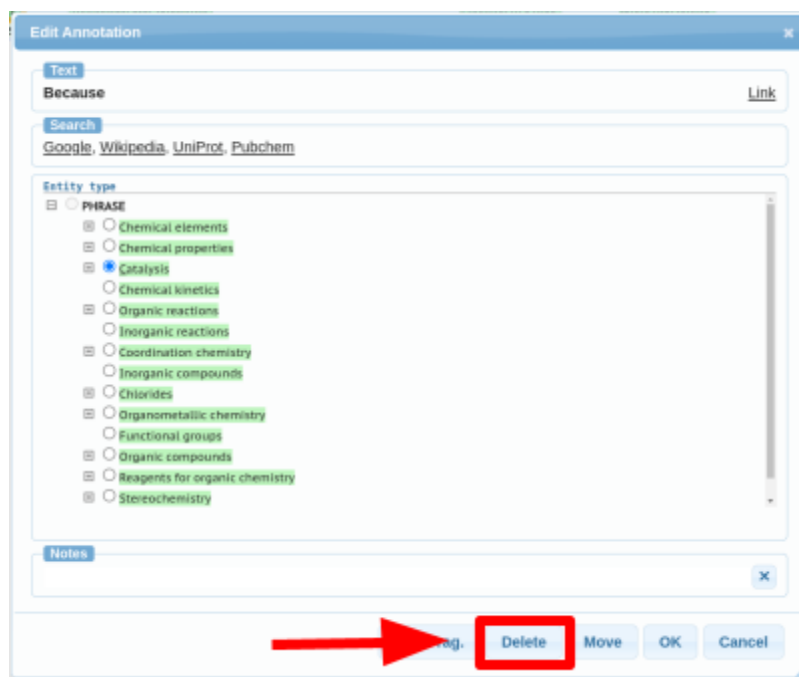 Edit Annotation
Text
Because Link
Search
Google, Wikipedia, UniProt, Pubchem
Entity type
PHRASE
Chemical elements
Chemical properties
Catalysis
Chemical kinetics
Organic reactions
Inorganic reactions
Coordination chemistry
Inorganic compounds
Chlorides
Organometallic chemistry
Functional groups
Organic compounds
Reagents for organic chemistry
Stereochemistry
Notes
Delete Move OK Cancel